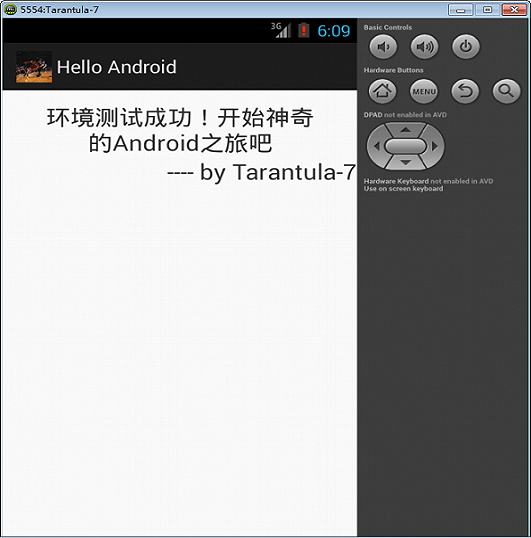 5554:Tarantula-7
3G 6:09
Hello Android
环境测试成功！开始神奇
的Android之旅吧
---- by Tarantula-7
Basic Controls
Hardware Buttons
MENU
DPAD not enabled in AVD
Hardware Keyboard not enabled in AVD
Use on screen keyboard